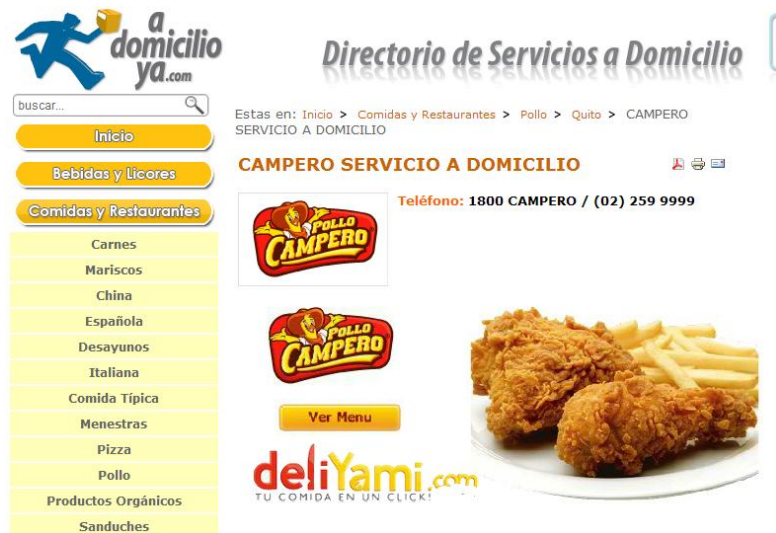 a
domicilio
ya.com
Directorio de Servicios a Domicilio
buscar...
Inicio
Bebidas y Licores
Comidas y Restaurantes
Carnes
Mariscos
China
Española
Desayunos
Italiana
Comida Típica
Menestras
Pizza
Pollo
Productos Orgánicos
Sanduches
Estas en: Inicio > Comidas y Restaurantes > Pollo > Quito > CAMPERO
SERVICIO A DOMICILIO
CAMPERO SERVICIO A DOMICILIO
Teléfono: 1800 CAMPERO / (02) 259 9999
POLLO
CAMPERO
POLLO
CAMPERO
Ver Menu
deliYami.com
TU COMIDA EN UN CLICK!